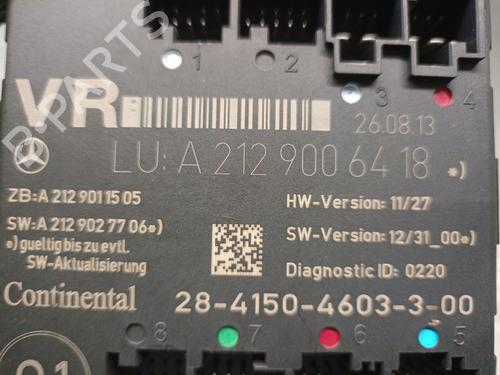 1
2
3
4
VR
26.08.13
LU: A 212 900 64 18 *)
ZB:A 212 901 15 05
HW-Version: 11/27
SW:A 212 902 77 06*)
SW-Version: 12/31_00*)
*) gueltig bis zu evtl.
SW-Aktualisierung
Diagnostic ID: 0220
Continental
28-4150-4603-3-00
8
7
6
5
B-PARTS